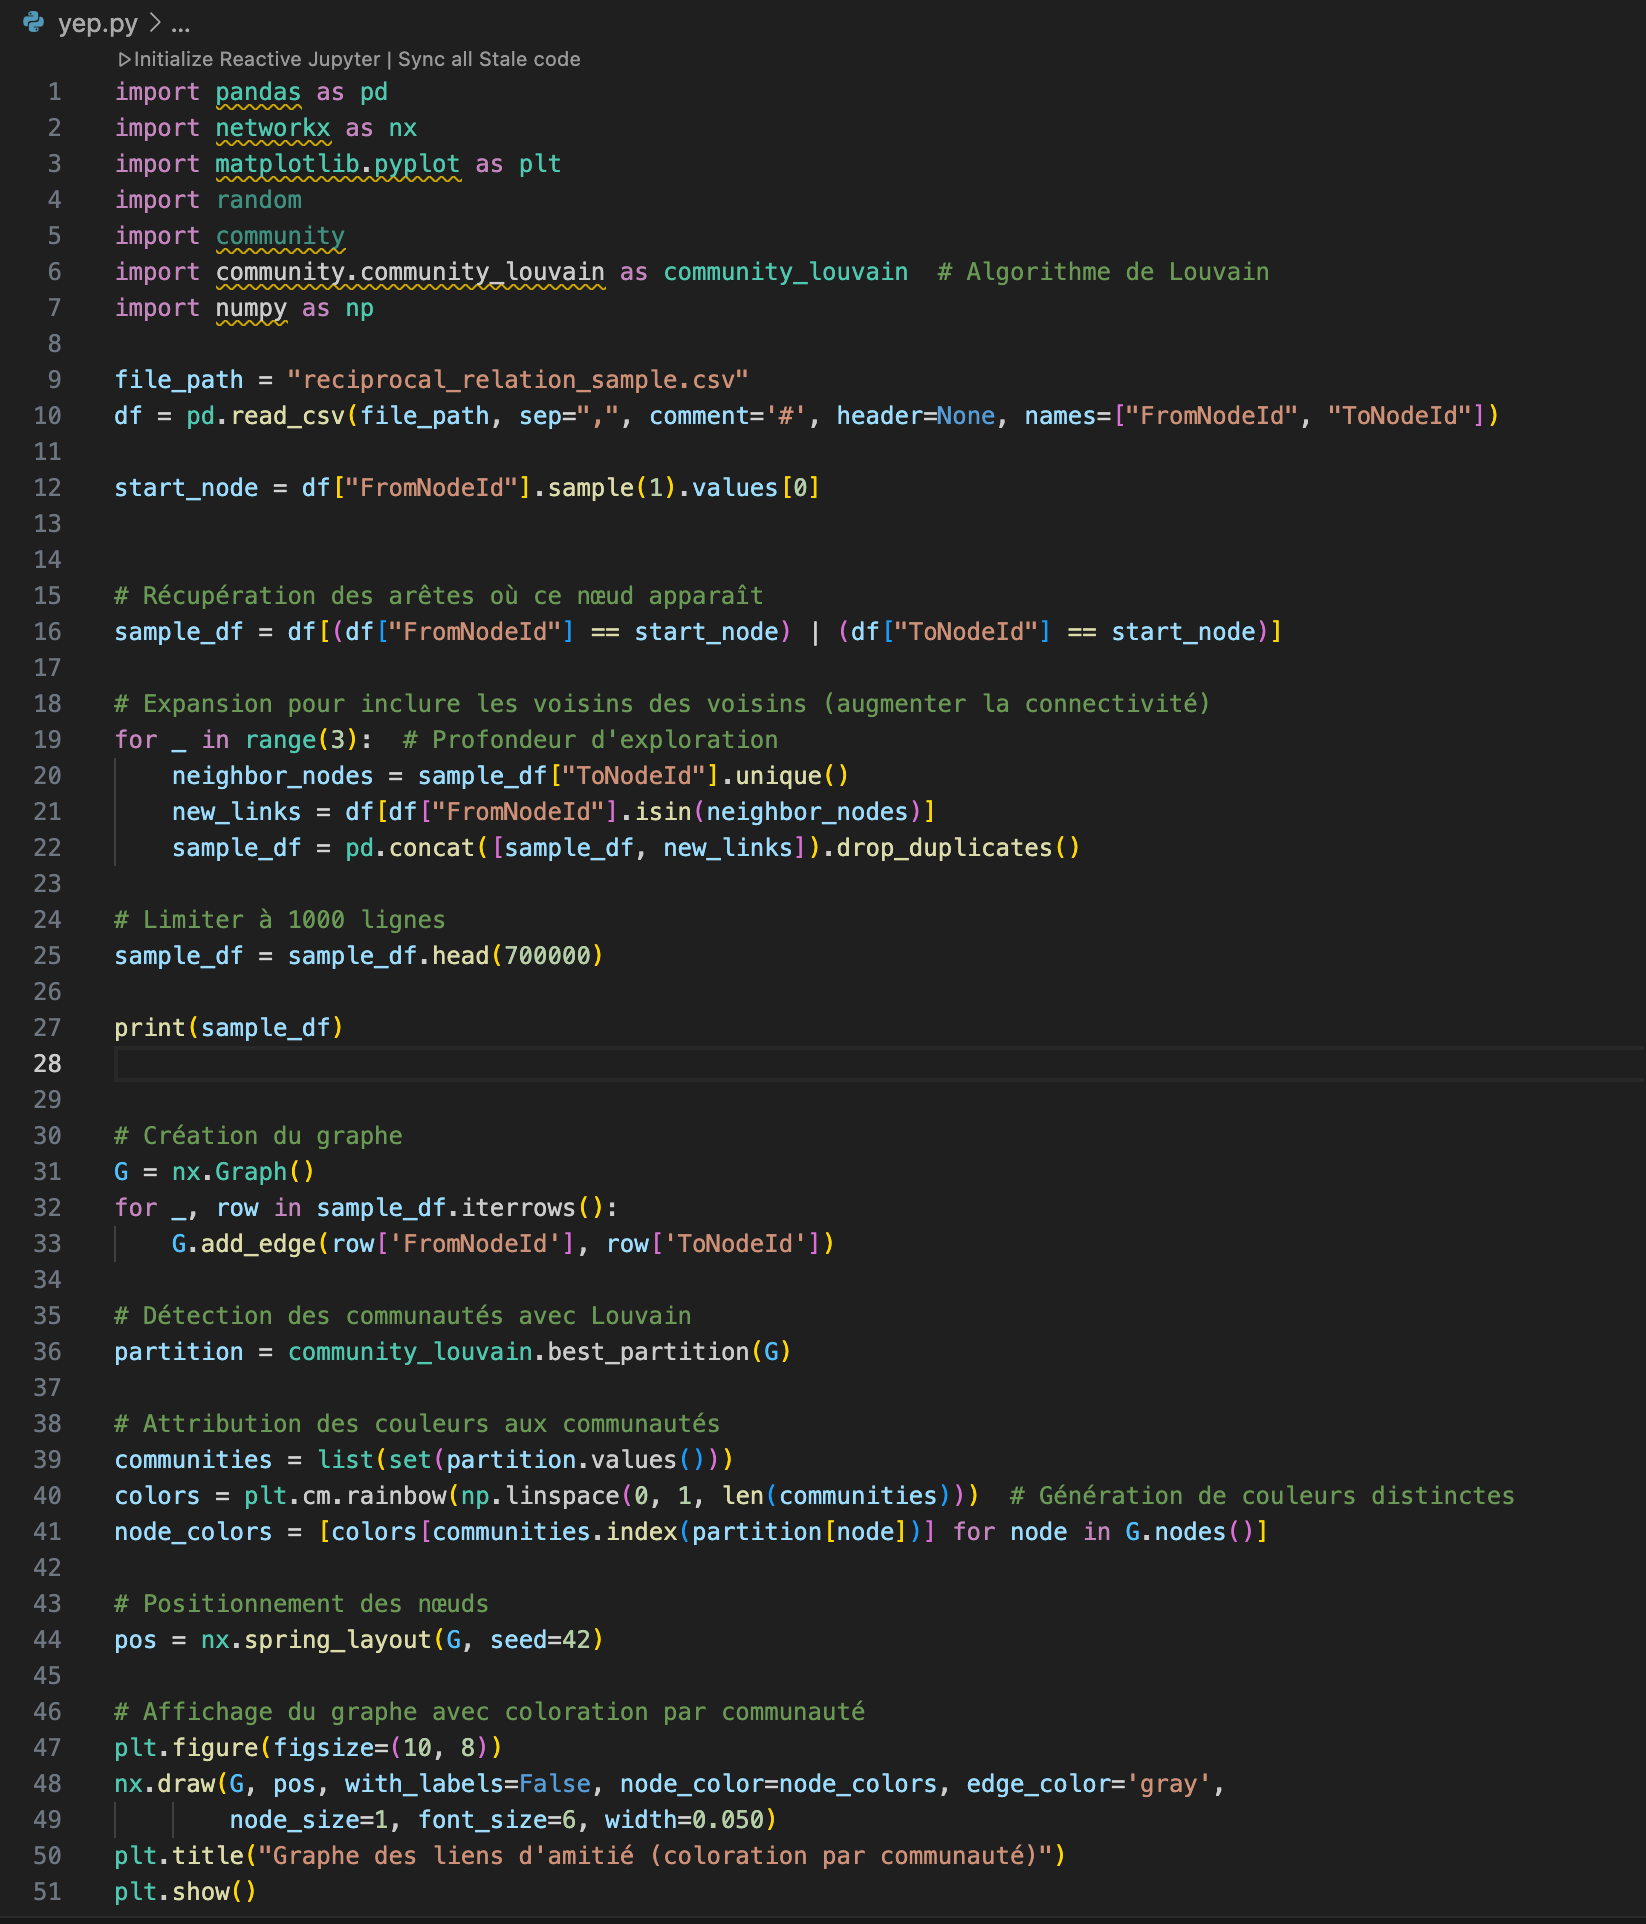 yep.py > ...
Initialize Reactive Jupyter | Sync all Stale code
1 import pandas as pd
2 import networkx as nx
3 import matplotlib.pyplot as plt
4 import random
5 import community
6 import community.community_louvain as community_louvain  # Algorithme de Louvain
7 import numpy as np
8
9 file_path = "reciprocal_relation_sample.csv"
10 df = pd.read_csv(file_path, sep=",", comment='#', header=None, names=["FromNodeId", "ToNodeId"])
11
12 start_node = df["FromNodeId"].sample(1).values[0]
13
14
15 # Récupération des arêtes où ce nœud apparaît
16 sample_df = df[(df["FromNodeId"] == start_node) | (df["ToNodeId"] == start_node)]
17
18 # Expansion pour inclure les voisins des voisins (augmenter la connectivité)
19 for _ in range(3):  # Profondeur d'exploration
20     neighbor_nodes = sample_df["ToNodeId"].unique()
21     new_links = df[df["FromNodeId"].isin(neighbor_nodes)]
22     sample_df = pd.concat([sample_df, new_links]).drop_duplicates()
23
24 # Limiter à 1000 lignes
25 sample_df = sample_df.head(700000)
26
27 print(sample_df)
28
29
30 # Création du graphe
31 G = nx.Graph()
32 for _, row in sample_df.iterrows():
33     G.add_edge(row['FromNodeId'], row['ToNodeId'])
34
35 # Détection des communautés avec Louvain
36 partition = community_louvain.best_partition(G)
37
38 # Attribution des couleurs aux communautés
39 communities = list(set(partition.values()))
40 colors = plt.cm.rainbow(np.linspace(0, 1, len(communities)))  # Génération de couleurs distinctes
41 node_colors = [colors[communities.index(partition[node])] for node in G.nodes()]
42
43 # Positionnement des nœuds
44 pos = nx.spring_layout(G, seed=42)
45
46 # Affichage du graphe avec coloration par communauté
47 plt.figure(figsize=(10, 8))
48 nx.draw(G, pos, with_labels=False, node_color=node_colors, edge_color='gray',
49         node_size=1, font_size=6, width=0.050)
50 plt.title("Graphe des liens d'amitié (coloration par communauté)")
51 plt.show()